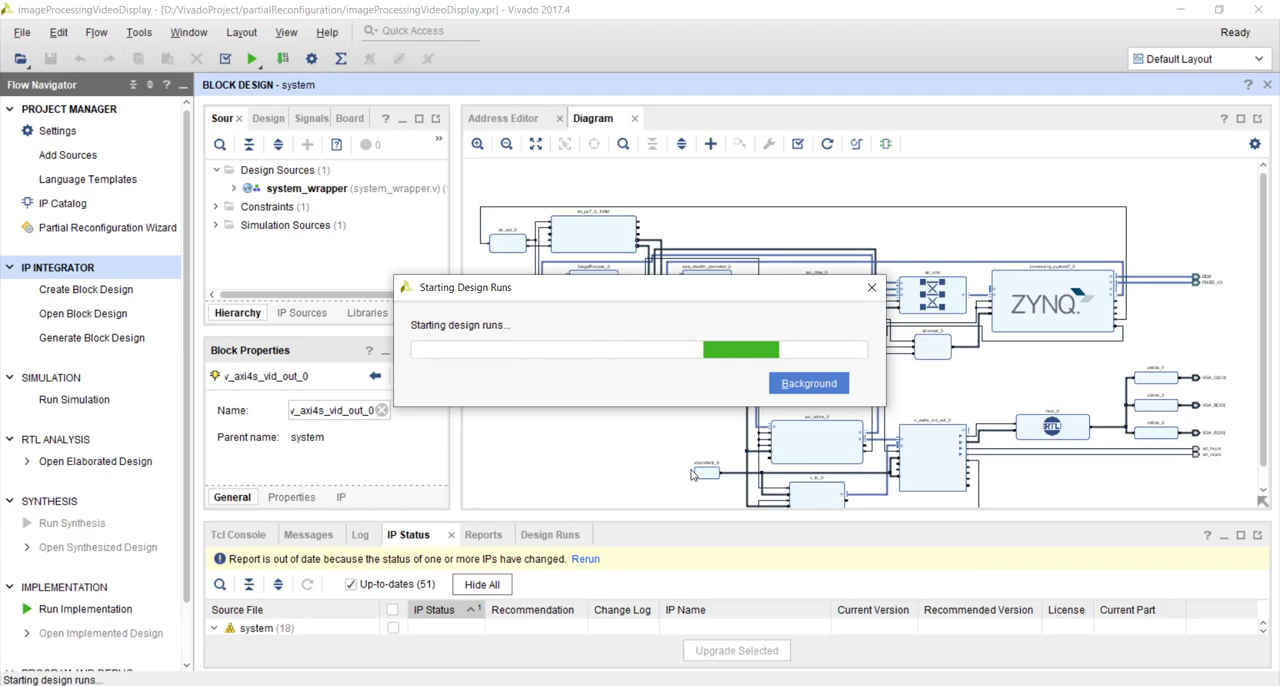 imageProcessingVideoDisplay - [D:/VivadoProject/partialReconfiguration/imageProcessingVideoDisplay.xpr] - Vivado 2017.4
File Edit Flow Tools Window Layout View Help Quick Access Ready
Default Layout
Flow Navigator
BLOCK DESIGN - system
PROJECT MANAGER
Settings
Add Sources
Language Templates
IP Catalog
Partial Reconfiguration Wizard
IP INTEGRATOR
Create Block Design
Open Block Design
Generate Block Design
SIMULATION
Run Simulation
RTL ANALYSIS
Open Elaborated Design
SYNTHESIS
Run Synthesis
Open Synthesized Design
IMPLEMENTATION
Run Implementation
Open Implemented Design
Sour Design Signals Board
0
Design Sources (1)
system_wrapper (system_wrapper.v) (
Constraints (1)
Simulation Sources (1)
Hierarchy IP Sources Libraries
Block Properties
v_axi4s_vid_out_0
Name: v_axi4s_vid_out_0
Parent name: system
General Properties IP
Address Editor Diagram
ZYNQ
RTL
Starting Design Runs
Starting design runs...
Background
Tcl Console Messages Log IP Status Reports Design Runs
Report is out of date because the status of one or more IPs have changed. Rerun
Up-to-dates (51) Hide All
Source File IP Status 1 Recommendation Change Log IP Name Current Version Recommended Version License Current Part
system (18)
Upgrade Selected
Starting design runs...